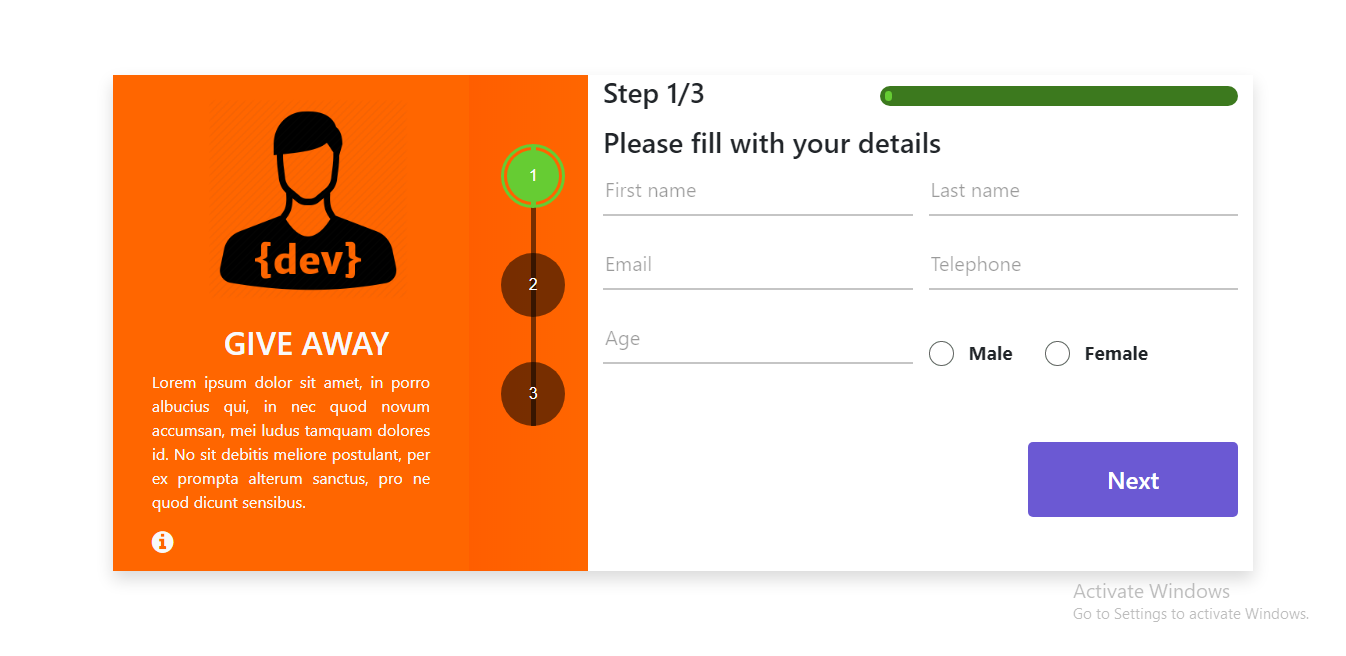 {dev}
GIVE AWAY
Lorem ipsum dolor sit amet, in porro
albucius qui, in nec quod novum
accumsan, mei ludus tamquam dolores
id. No sit debitis meliore postulant, per
ex prompta alterum sanctus, pro ne
quod dicunt sensibus.
1
2
3
Step 1/3
Please fill with your details
First name
Last name
Email
Telephone
Age
Male
Female
Next
Activate Windows
Go to Settings to activate Windows.